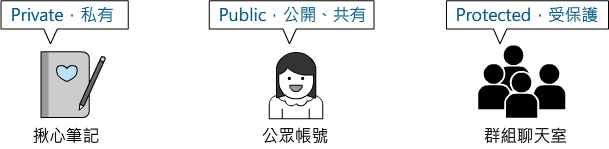 Private，私有
Public，公開、共有
Protected，受保護
揪心筆記
公眾帳號
群組聊天室